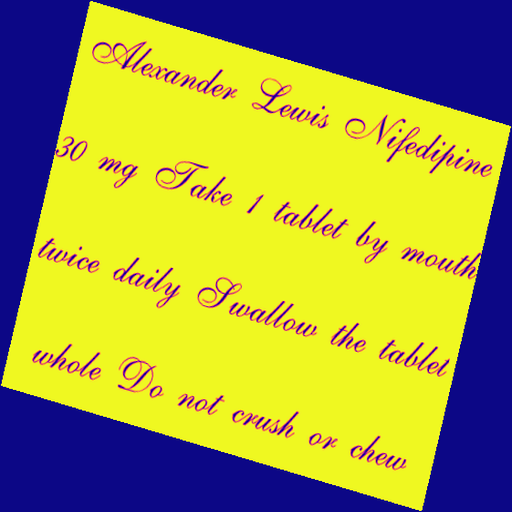 Alexander Lewis Nifedipine
30 mg Take 1 tablet by mouth
twice daily Swallow the tablet
whole Do not crush or chew